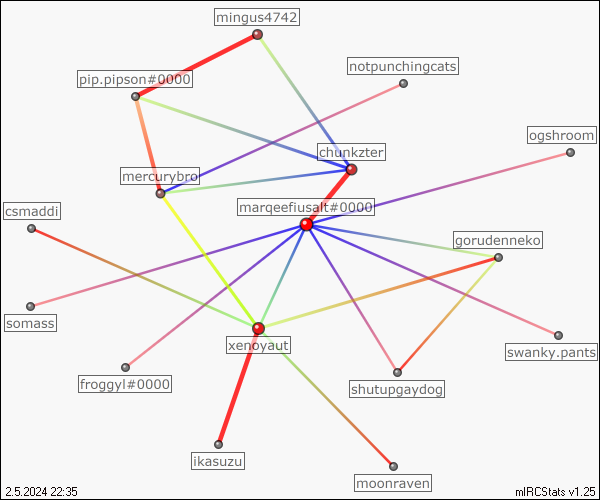 mingus4742
notpunchingcats
pip.pipson#0000
ogshroom
chunkzter
mercurybro
csmaddi
marqeefiusalt#0000
gorudenneko
somass
xenoyaut
swanky.pants
froggyl#0000
shutupgaydog
ikasuzu
moonraven
2.5.2024 22:35
mIRCStats v1.25